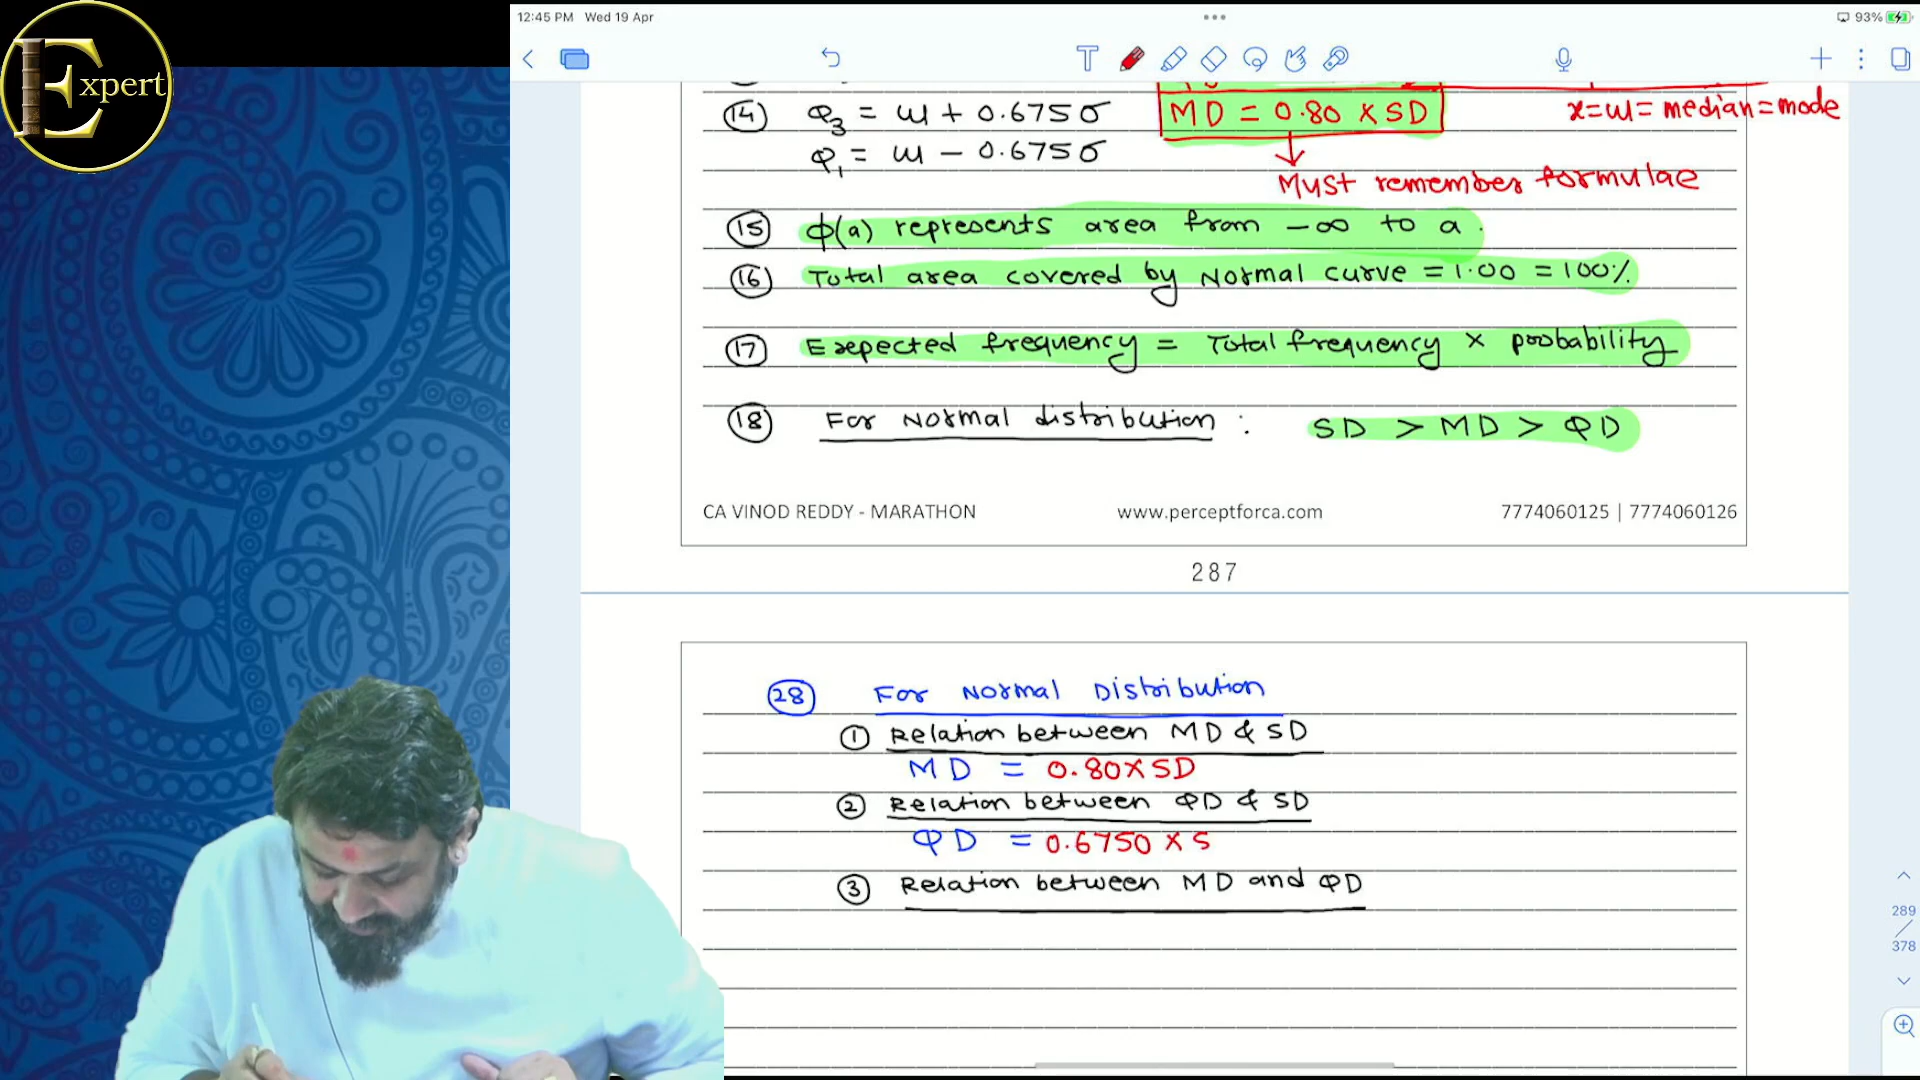 12:45 PM Wed 19 Apr
93%
Expert
⑭ Q₃ = μ + 0.675σ
Q₁ = μ − 0.675σ
MD = 0.80 × SD
x=μ= median=mode
Must remember formulae
⑮ ϕ(a) represents area from −∞ to a.
⑯ Total area covered by Normal curve = 1.00 = 100%
⑰ Expected frequency = Total frequency × probability
⑱ For Normal distribution : SD > MD > QD
CA VINOD REDDY - MARATHON www.perceptforca.com 7774060125 | 7774060126
287
㉘ For Normal Distribution
① Relation between MD & SD
MD = 0.80×SD
② Relation between QD & SD
QD = 0.6750 × S
③ Relation between MD and QD
289
/
378